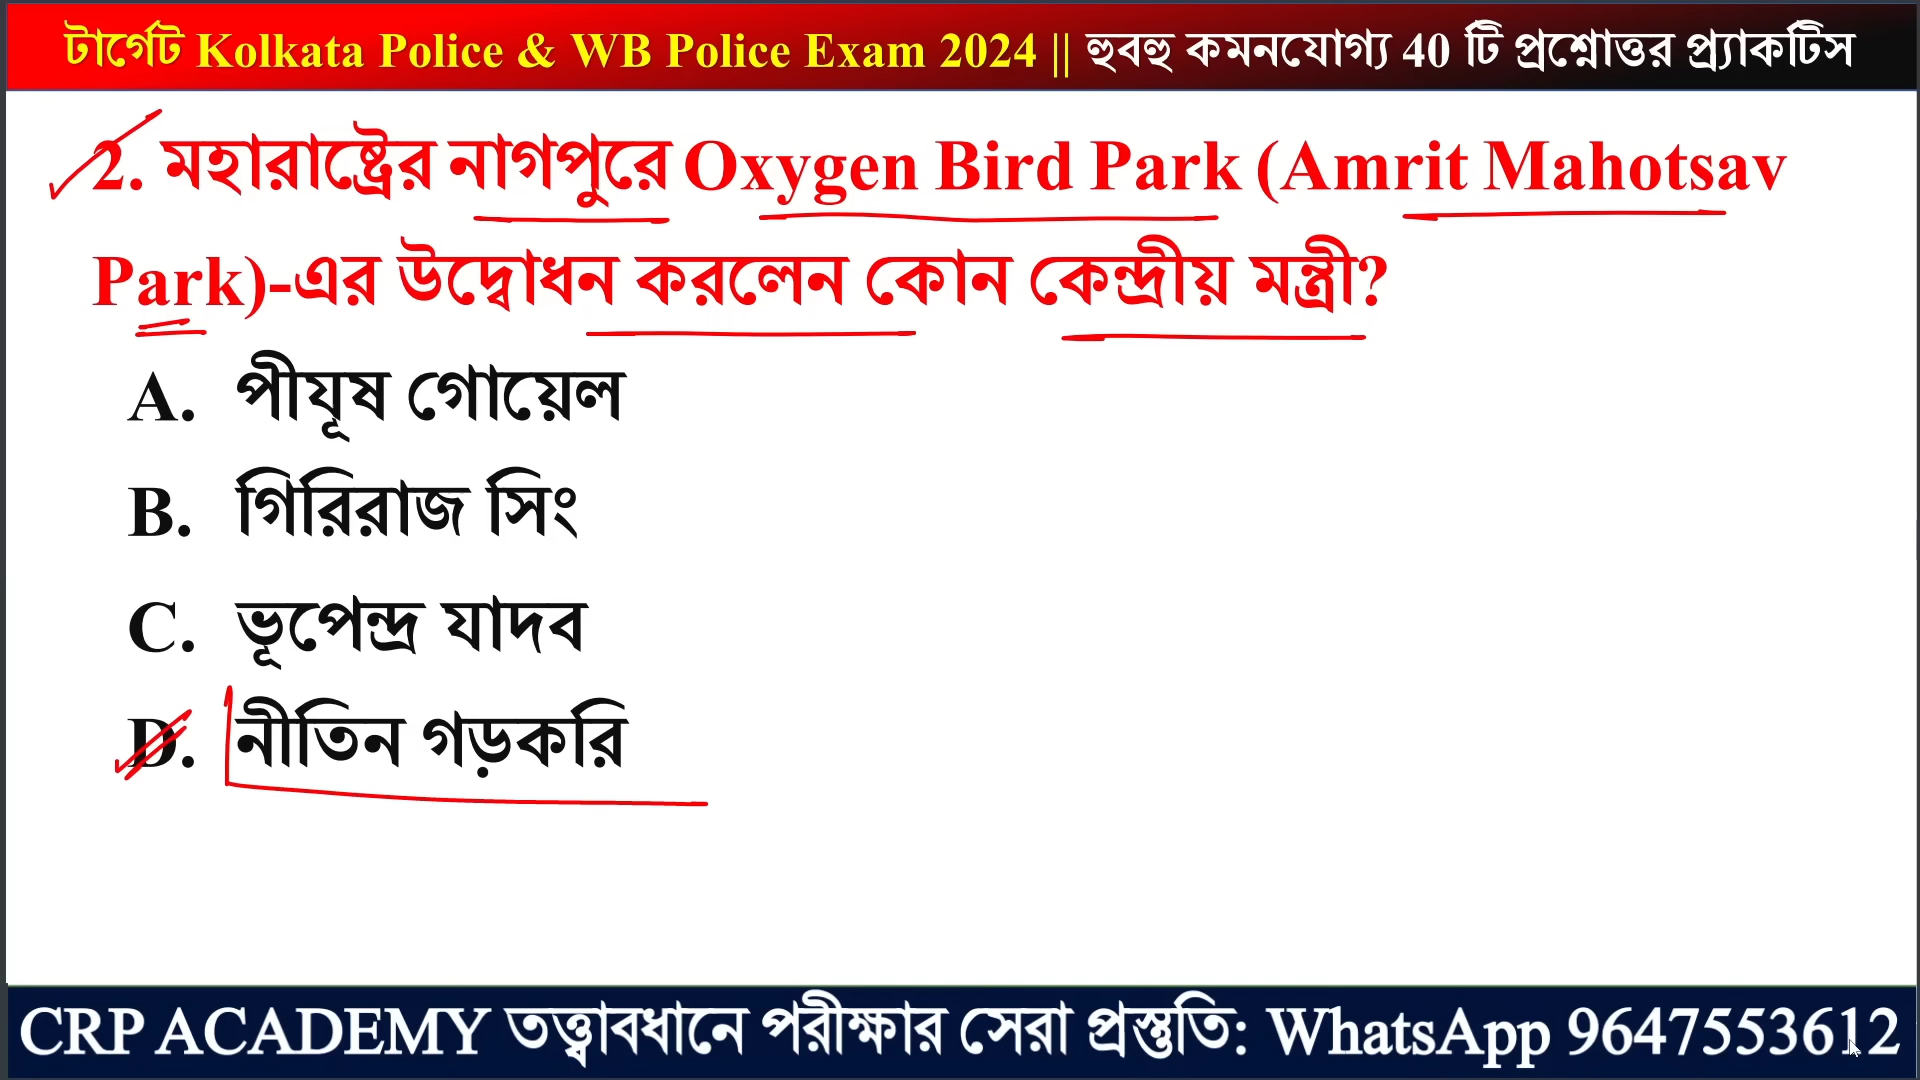 টার্গেট Kolkata Police & WB Police Exam 2024 || হুবহু কমনযোগ্য 40 টি প্রশ্নোত্তর প্র্যাকটিস
2. মহারাষ্ট্রের নাগপুরে Oxygen Bird Park (Amrit Mahotsav
Park)-এর উদ্বোধন করলেন কোন কেন্দ্রীয় মন্ত্রী?
A. পীযূষ গোয়েল
B. গিরিরাজ সিং
C. ভূপেন্দ্র যাদব
D. নীতিন গড়করি
CRP ACADEMY তত্ত্বাবধানে পরীক্ষার সেরা প্রস্তুতি: WhatsApp 9647553612